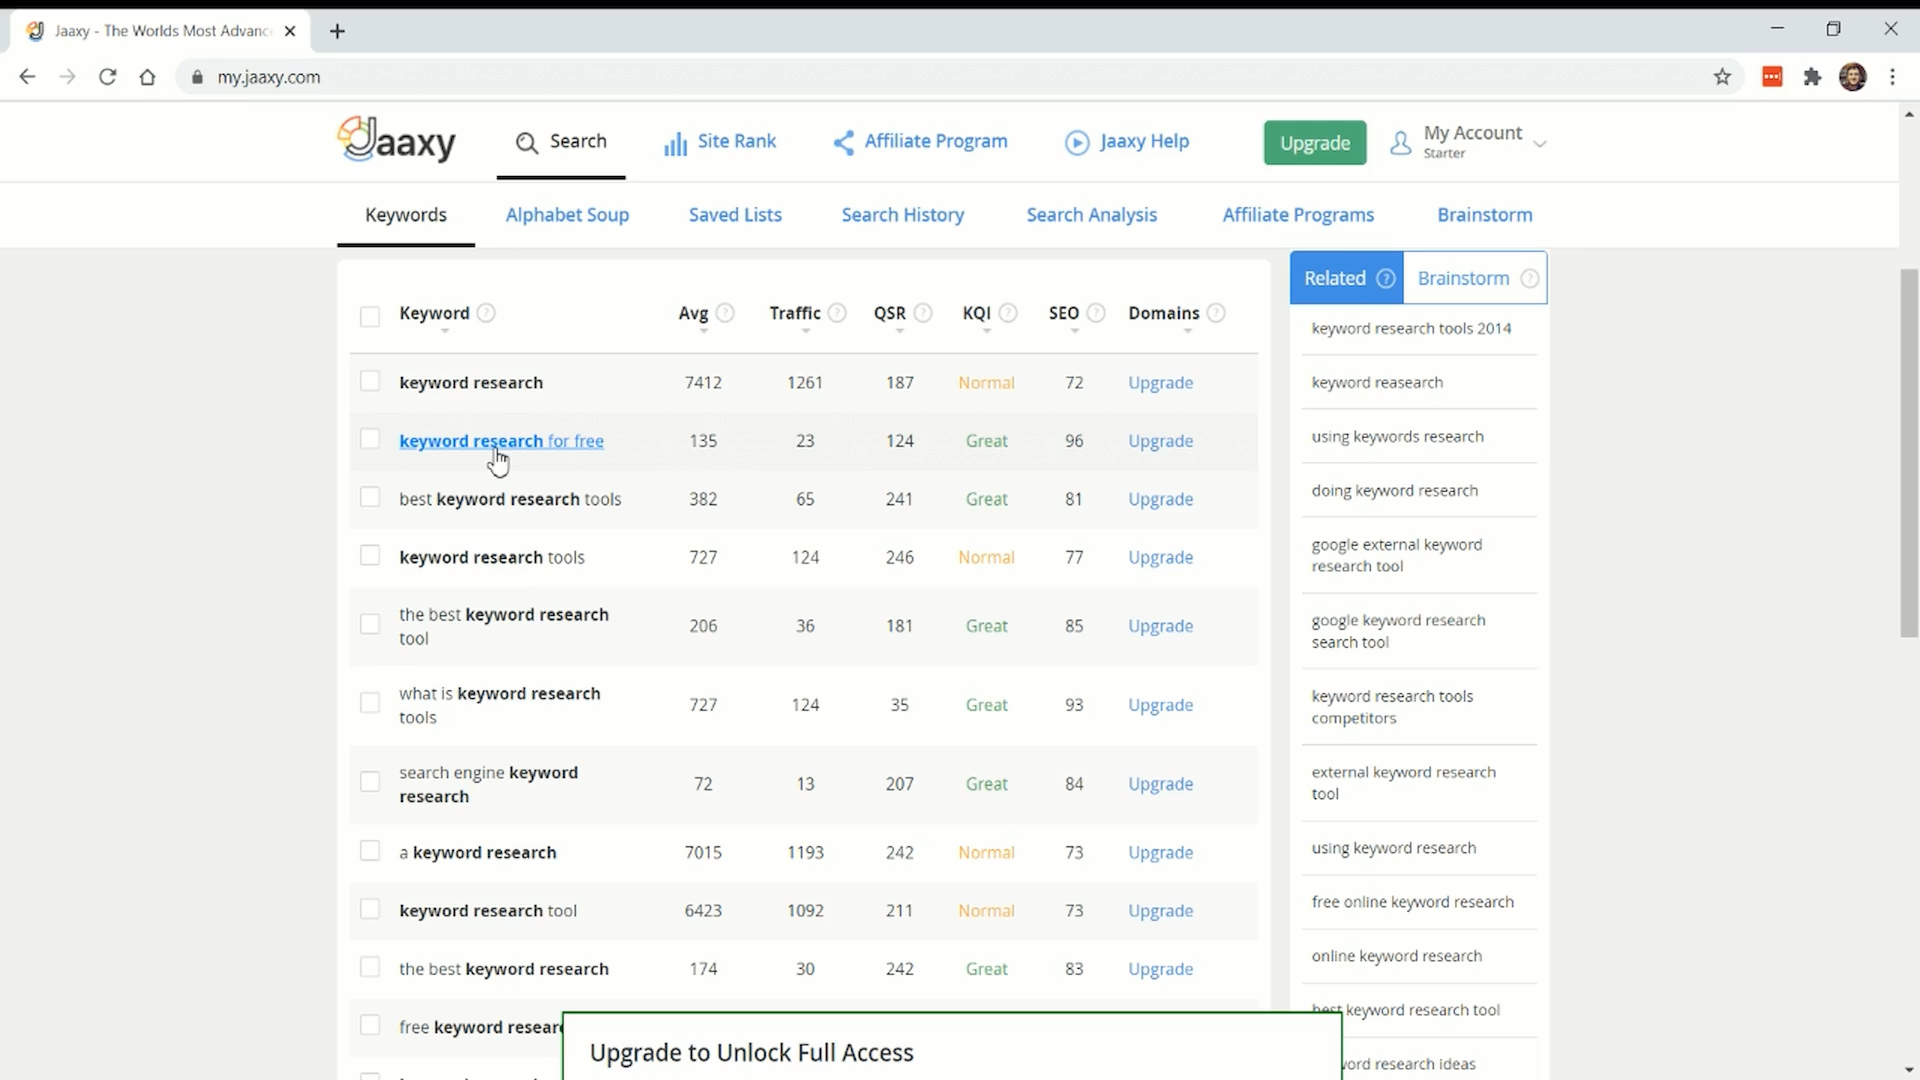 Jaaxy - The Worlds Most Advanc
my.jaaxy.com
Jaaxy
Search
Site Rank
Affiliate Program
Jaaxy Help
Upgrade
My Account
Starter
Keywords
Alphabet Soup
Saved Lists
Search History
Search Analysis
Affiliate Programs
Brainstorm
Keyword ? Avg ? Traffic ? QSR ? KQI ? SEO ? Domains ?
keyword research 7412 1261 187 Normal 72 Upgrade
keyword research for free 135 23 124 Great 96 Upgrade
best keyword research tools 382 65 241 Great 81 Upgrade
keyword research tools 727 124 246 Normal 77 Upgrade
the best keyword research
tool
206 36 181 Great 85 Upgrade
what is keyword research
tools
727 124 35 Great 93 Upgrade
search engine keyword
research
72 13 207 Great 84 Upgrade
a keyword research 7015 1193 242 Normal 73 Upgrade
keyword research tool 6423 1092 211 Normal 73 Upgrade
the best keyword research 174 30 242 Great 83 Upgrade
free keyword resear
Upgrade to Unlock Full Access
Related ? Brainstorm ?
keyword research tools 2014
keyword reasearch
using keywords research
doing keyword research
google external keyword
research tool
google keyword research
search tool
keyword research tools
competitors
external keyword research
tool
using keyword research
free online keyword research
online keyword research
best keyword research tool
word research ideas